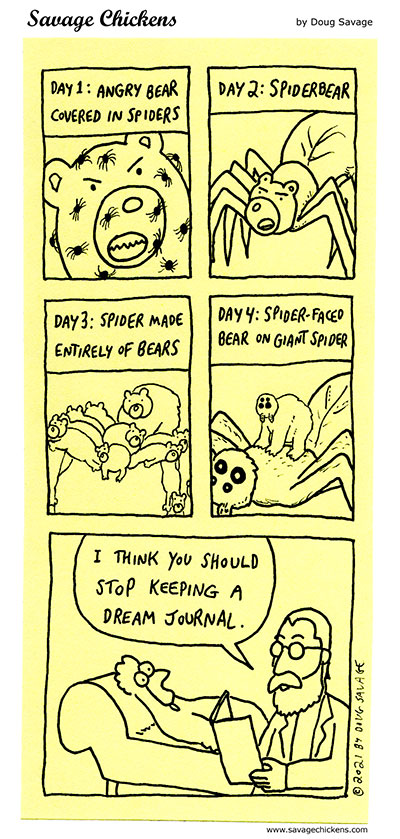 Savage Chickens
by Doug Savage
DAY 1: ANGRY BEAR
COVERED IN SPIDERS
DAY 2: SPIDERBEAR
DAY 3: SPIDER MADE
ENTIRELY OF BEARS
DAY 4: SPIDER-FACED
BEAR ON GIANT SPIDER
I THINK YOU SHOULD
STOP KEEPING A
DREAM JOURNAL.
© 2021 BY DOUG SAVAGE
www.savagechickens.com